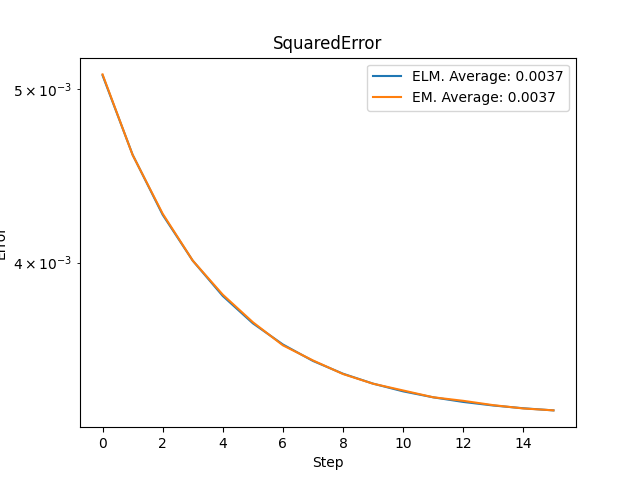 SquaredError
ELM. Average: 0.0037
EM. Average: 0.0037
5 × 10⁻³
4 × 10⁻³
Error
0 2 4 6 8 10 12 14
Step